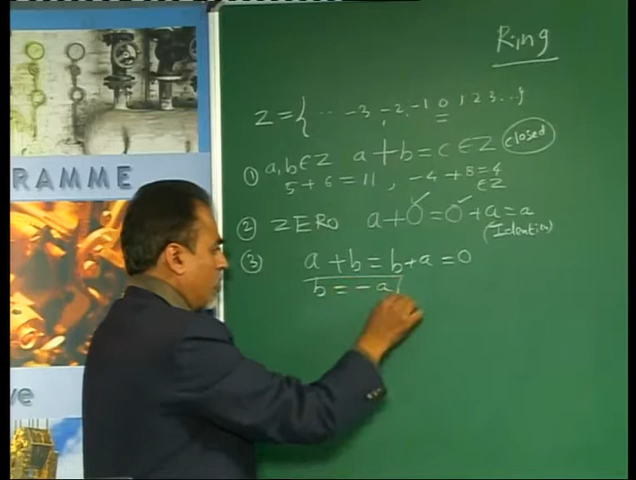 Ring
Z = { ... -3, -2, -1 0 1 2 3 ...}
① a, b ∈ Z a + b = c ∈ Z closed
5 + 6 = 11 , -4 + 8 = 4
∈ Z
② ZERO a + 0 = 0 + a = a
(Identity)
③ a + b = b + a = 0
b = -a
RAMME
ve